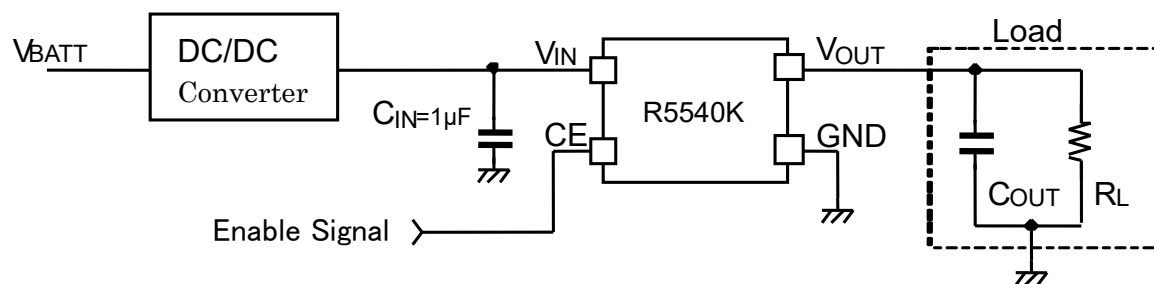 Load
VBATT
DC/DC
Converter
VIN
VOUT
CIN=1μF
R5540K
CE
GND
COUT
RL
Enable Signal